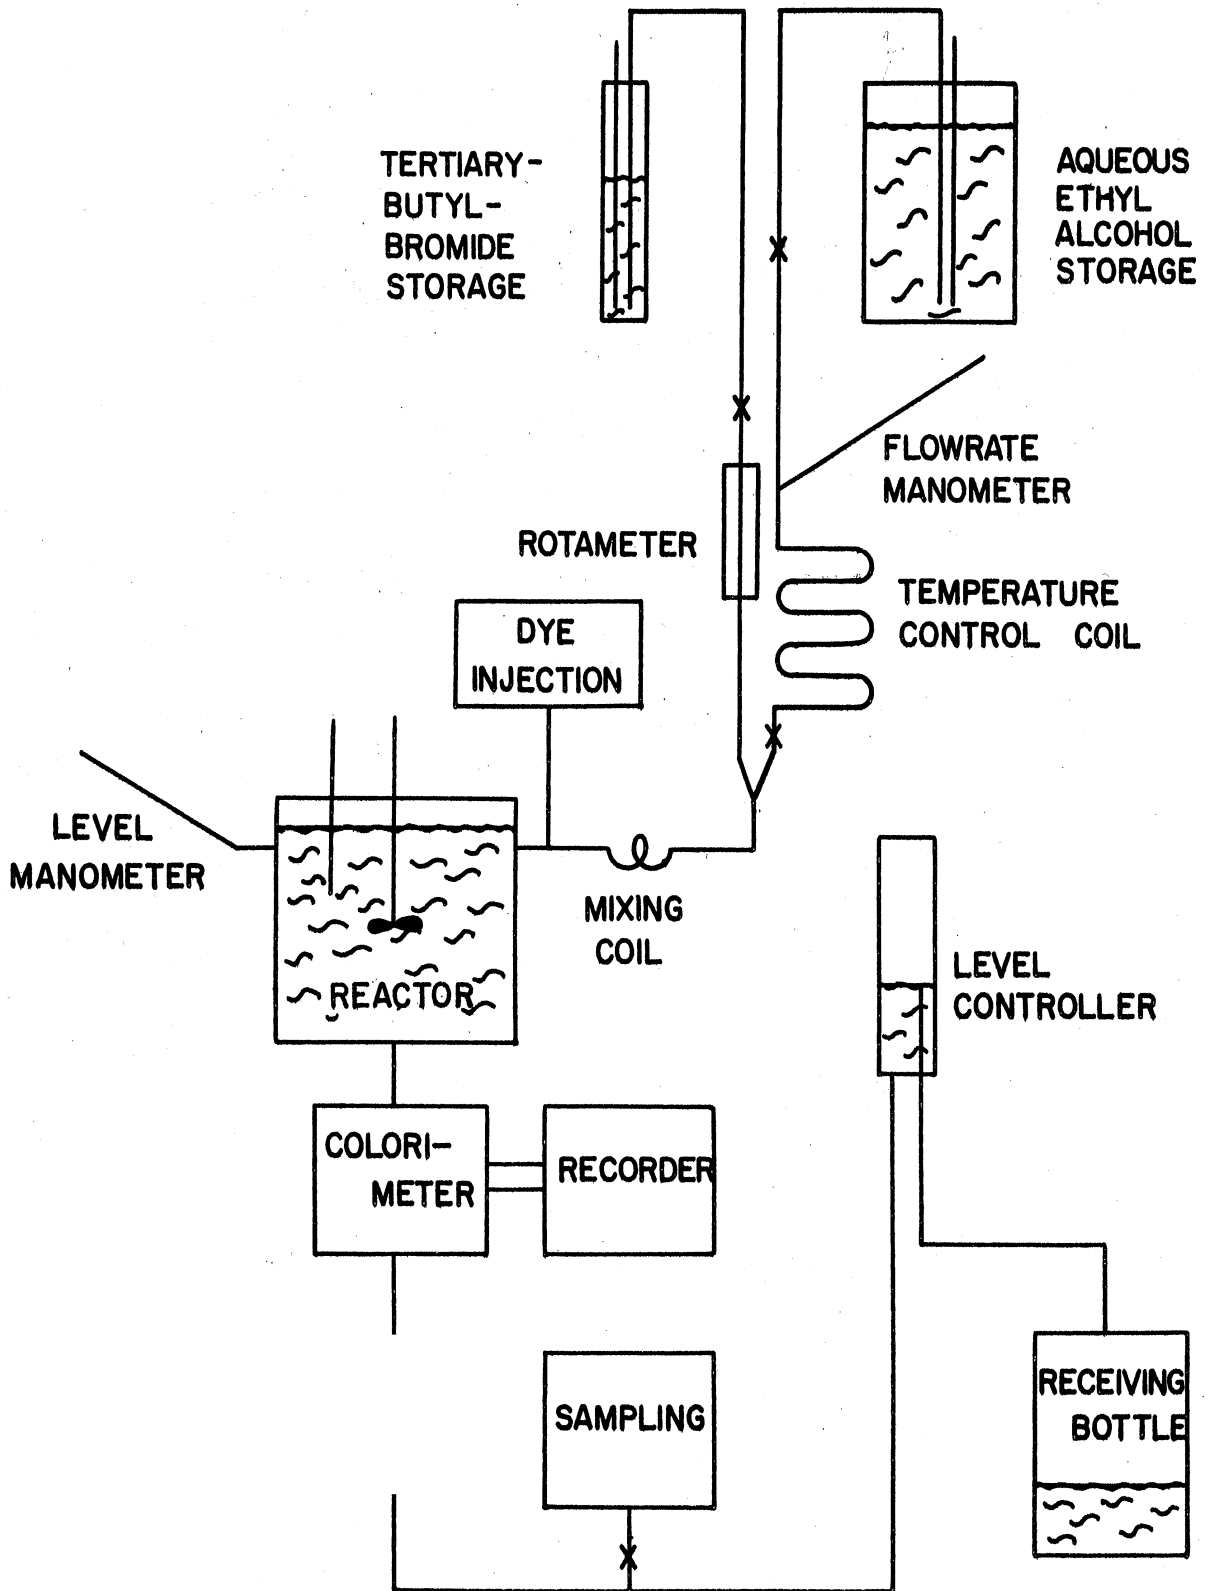 TERTIARY-
BUTYL-
BROMIDE
STORAGE
AQUEOUS
ETHYL
ALCOHOL
STORAGE
FLOWRATE
MANOMETER
ROTAMETER
TEMPERATURE
CONTROL COIL
DYE
INJECTION
LEVEL
MANOMETER
MIXING
COIL
REACTOR
LEVEL
CONTROLLER
COLORI-
METER
RECORDER
SAMPLING
RECEIVING
BOTTLE